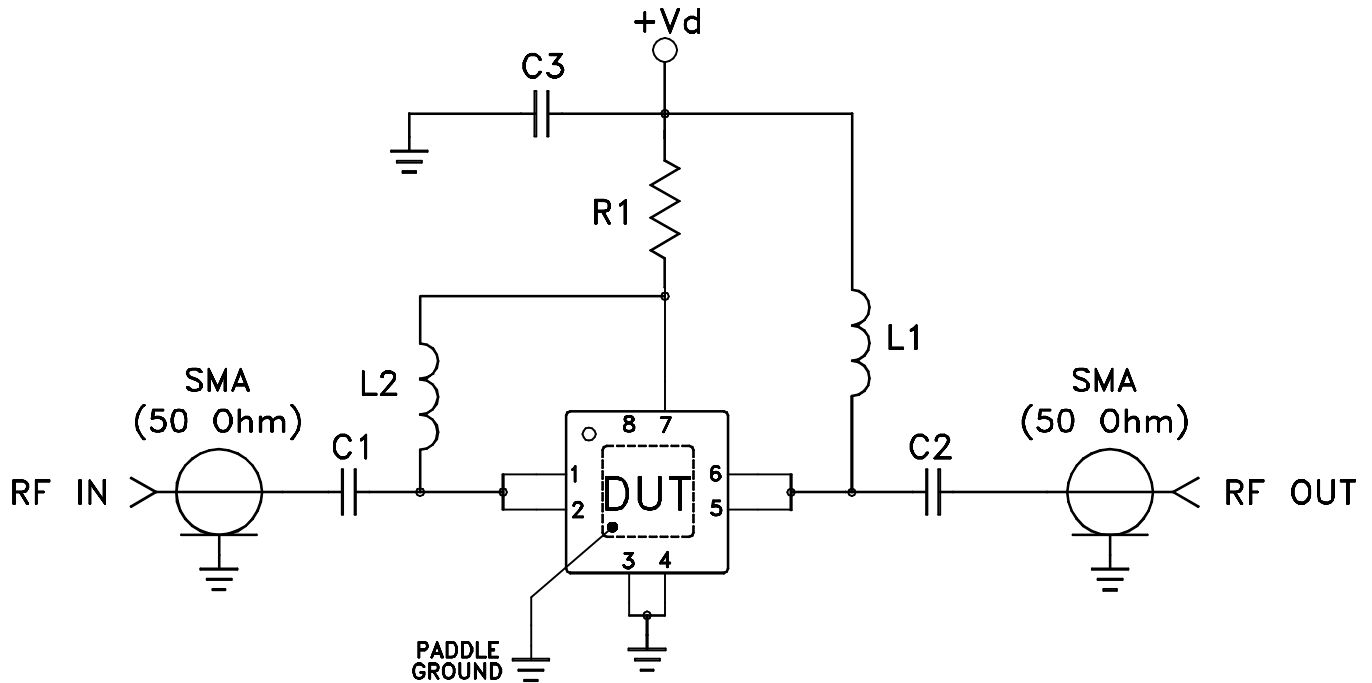 +Vd
C3
R1
L1
L2
SMA
(50 Ohm)
SMA
(50 Ohm)
C1
C2
RF IN
RF OUT
8 7
1
2
DUT
6
5
3 4
PADDLE
GROUND